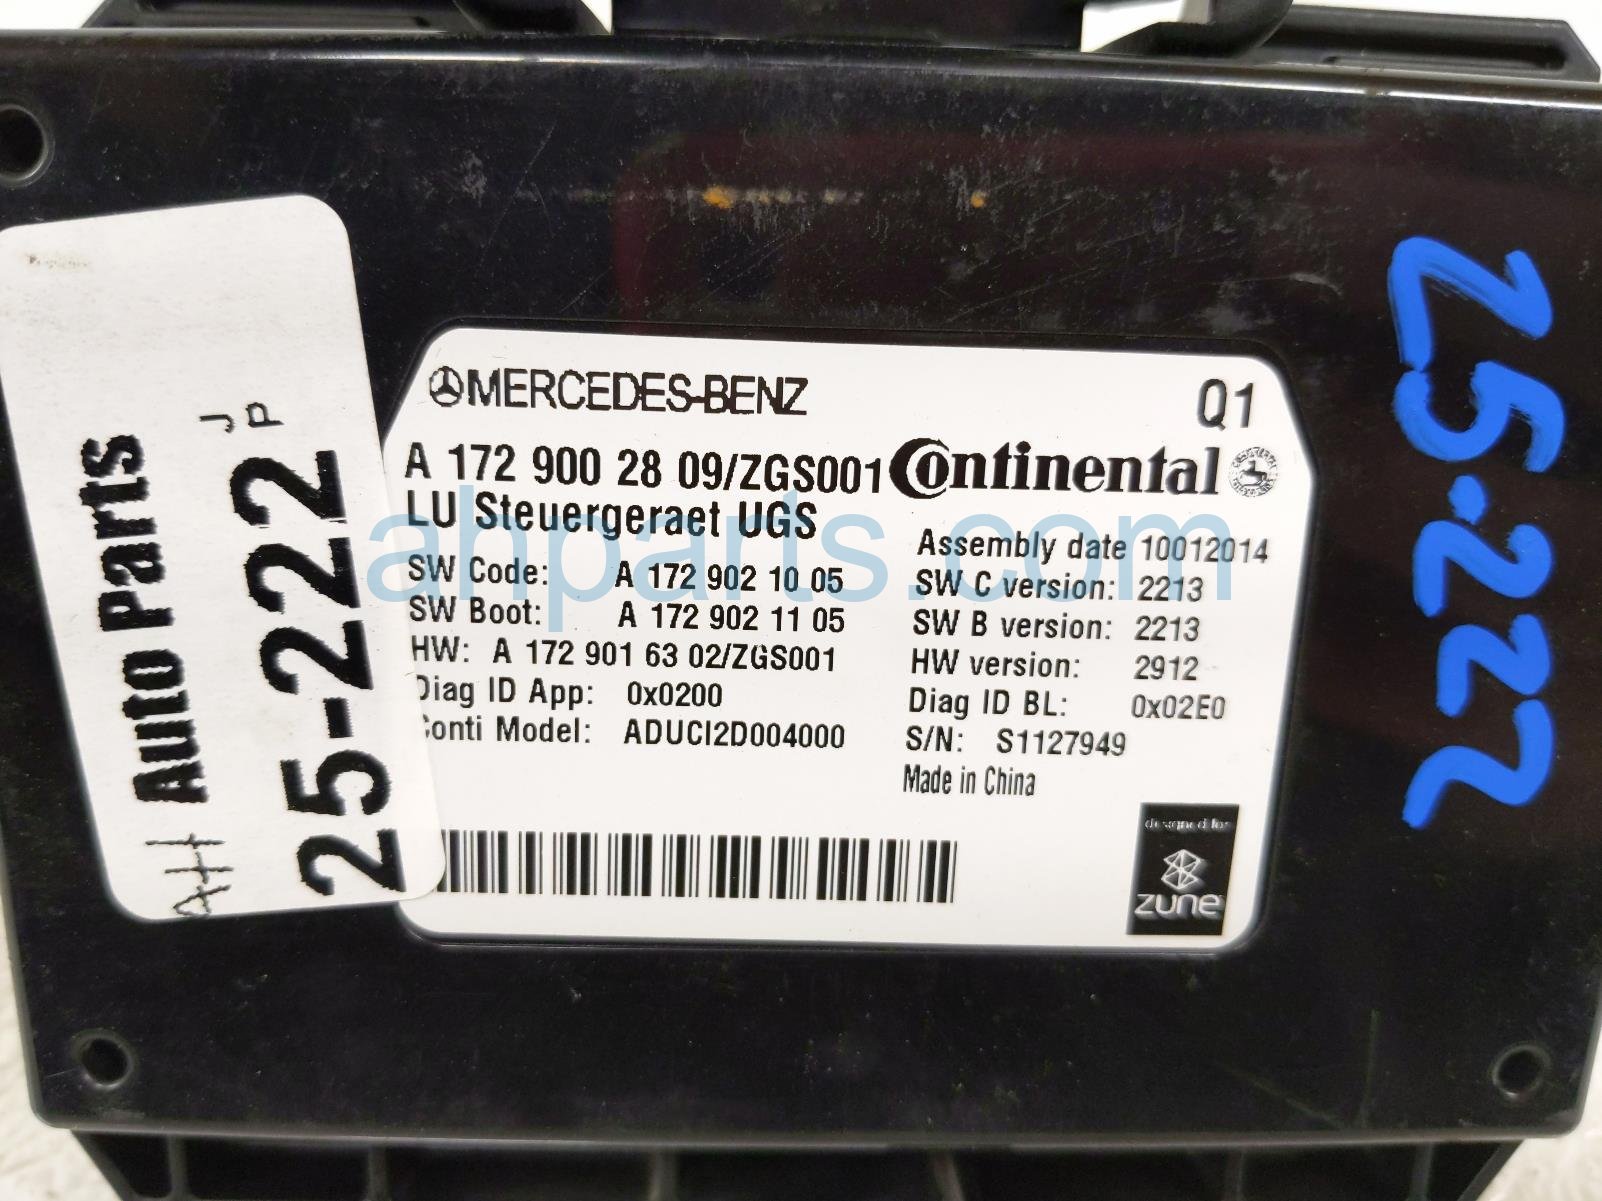 MERCEDES-BENZ
Q1
A 172 900 28 09/ZGS001
Continental
LU Steuergeraet UGS
SW Code: A 172 902 10 05
SW Boot: A 172 902 11 05
HW: A 172 901 63 02/ZGS001
Diag ID App: 0x0200
Conti Model: ADUCI2D004000
Assembly date 10012014
SW C version: 2213
SW B version: 2213
HW version: 2912
Diag ID BL: 0x02E0
S/N: S1127949
Made in China
designed for
zune
AH Auto Parts
J
P
25-222
25.222
ahparts.com